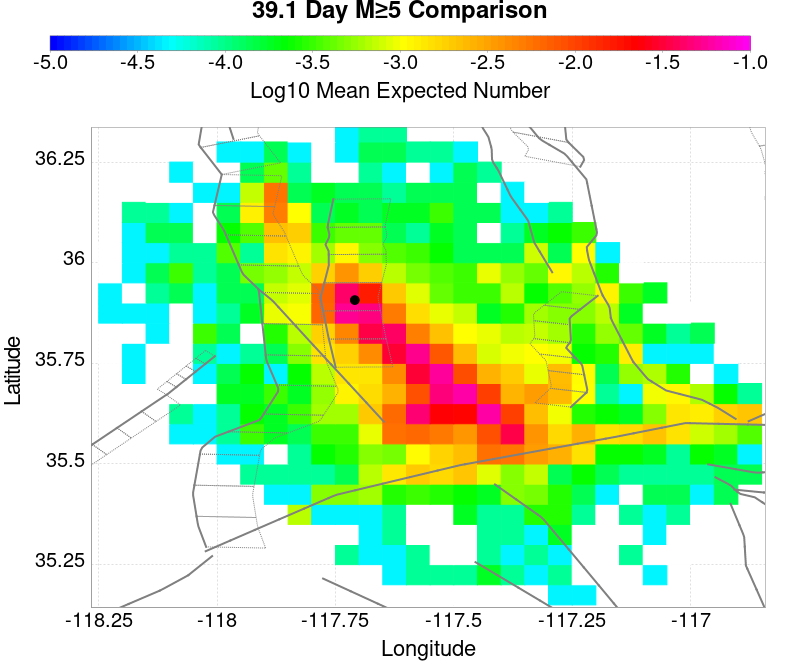 39.1 Day M≥5 Comparison
-5.0 -4.5 -4.0 -3.5 -3.0 -2.5 -2.0 -1.5 -1.0
Log10 Mean Expected Number
36.25
36
35.75
35.5
35.25
Latitude
-118.25 -118 -117.75 -117.5 -117.25 -117
Longitude